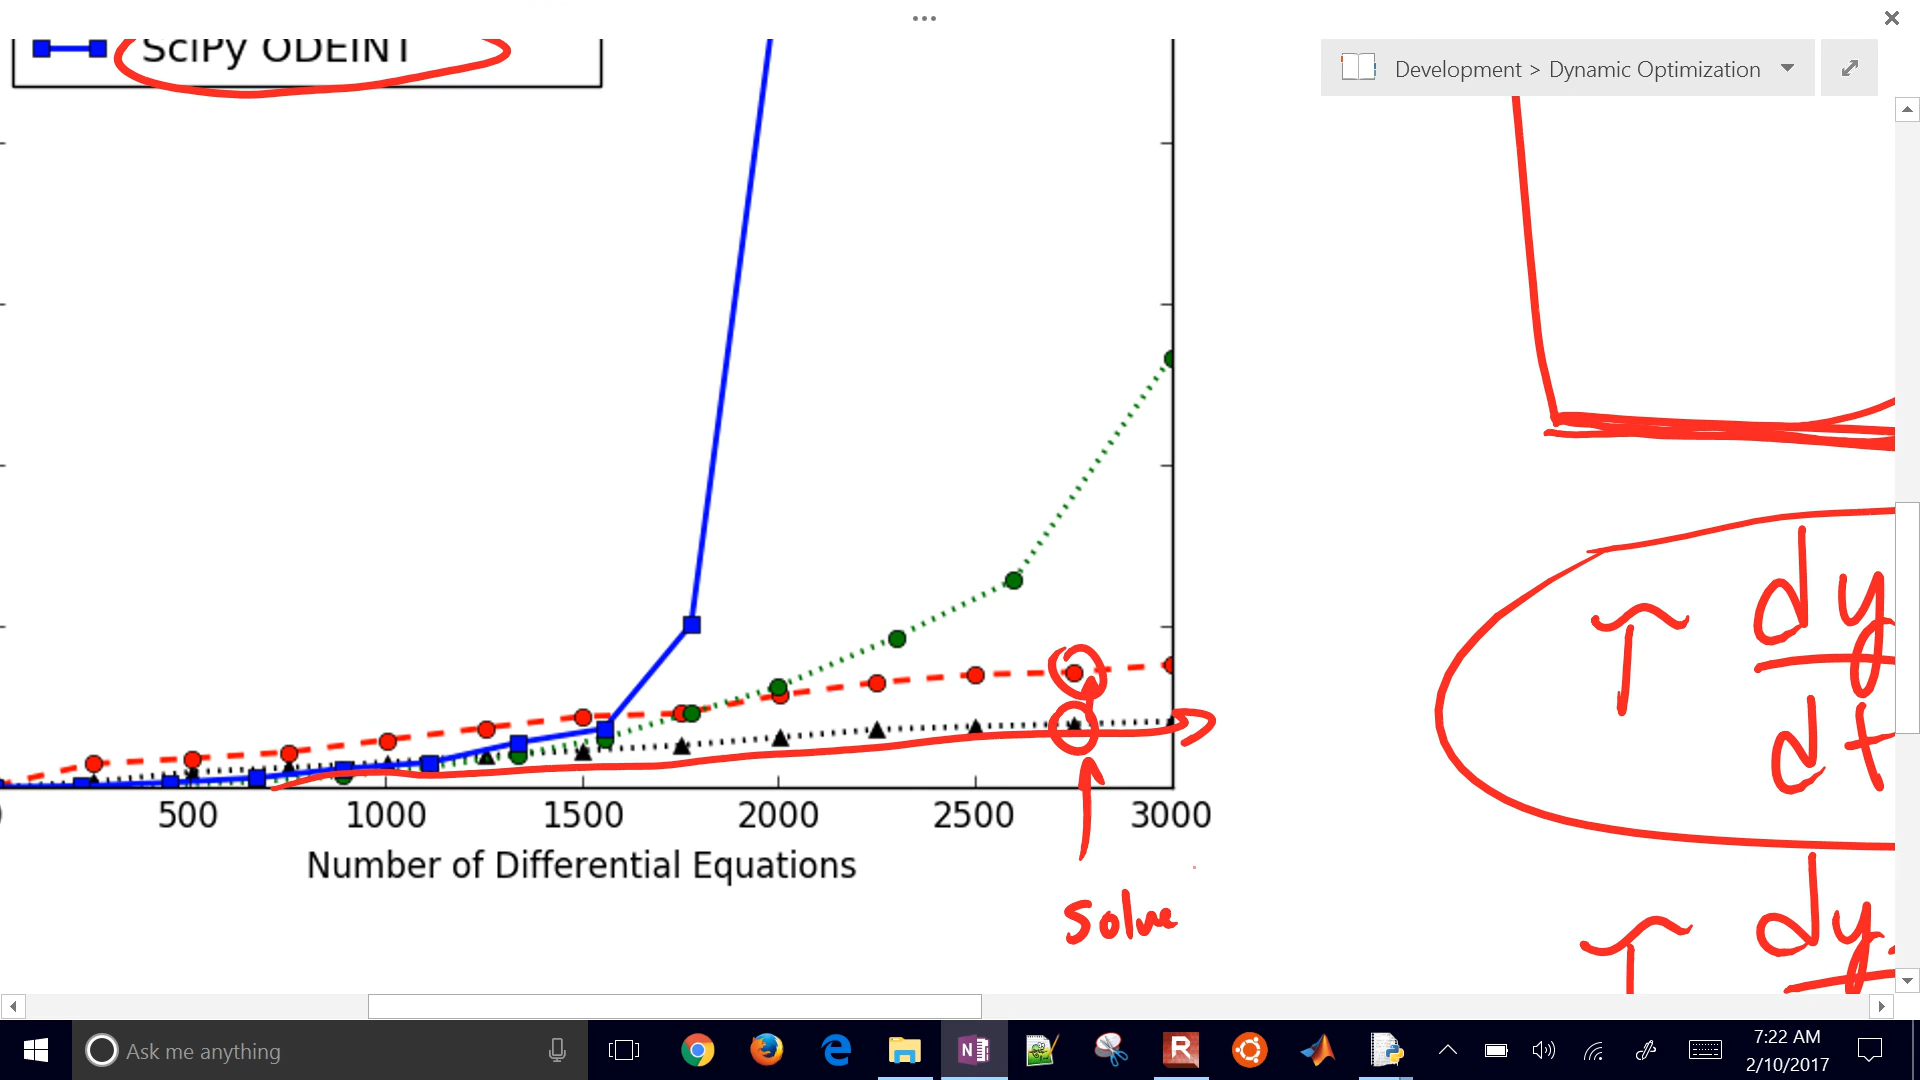 SciPy ODEINT
Development > Dynamic Optimization
500 1000 1500 2000 2500 3000
Number of Differential Equations
solve
τ dy
dt
τ dy
Ask me anything
N
R
7:22 AM
2/10/2017